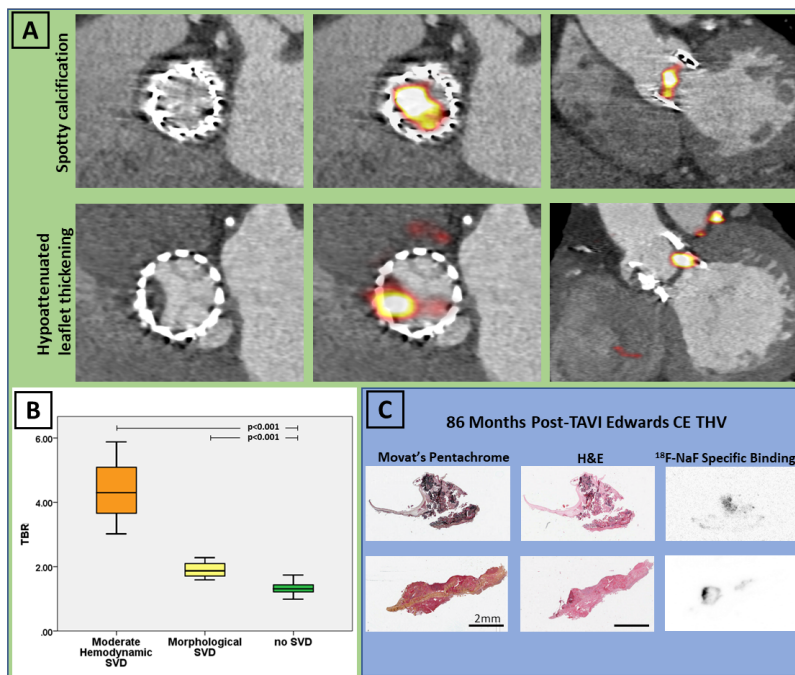 A
Spotty calcification
Hypoattenuated
leaflet thickening
B
p<0.001
p<0.001
6.00
4.00
2.00
.00
TBR
Moderate
Hemodynamic
SVD
Morphological
SVD
no SVD
C
86 Months Post-TAVI Edwards CE THV
Movat's Pentachrome
H&E
¹⁸F-NaF Specific Binding
2mm